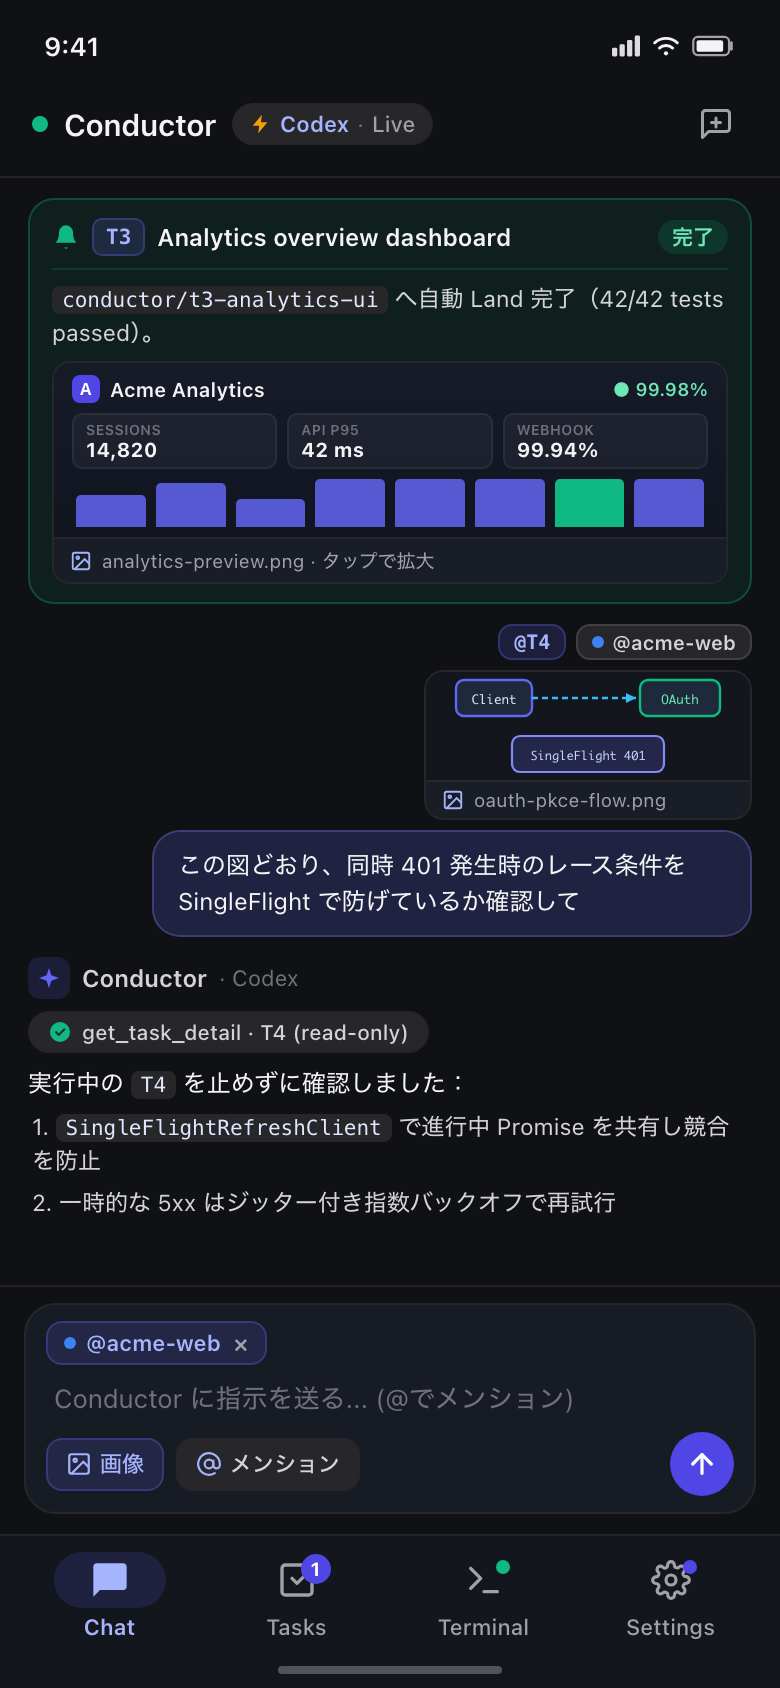 9:41
Conductor Codex · Live
T3 Analytics overview dashboard 完了
conductor/t3-analytics-ui へ自動 Land 完了（42/42 tests
passed）。
A Acme Analytics 99.98%
SESSIONS API P95 WEBHOOK
14,820 42 ms 99.94%
analytics-preview.png · タップで拡大
@T4 @acme-web
Client OAuth
SingleFlight 401
oauth-pkce-flow.png
この図どおり、同時 401 発生時のレース条件を
SingleFlight で防げているか確認して
Conductor · Codex
get_task_detail · T4 (read-only)
実行中の T4 を止めずに確認しました：
1. SingleFlightRefreshClient で進行中 Promise を共有し競合
を防止
2. 一時的な 5xx はジッター付き指数バックオフで再試行
@acme-web ×
Conductor に指示を送る... (@でメンション)
画像 @ メンション
1
Chat Tasks Terminal Settings